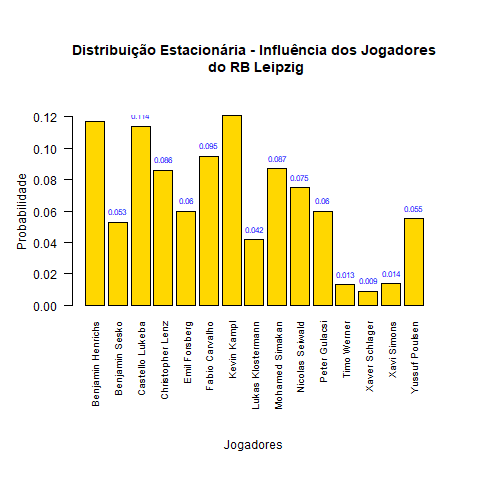 Distribuição Estacionária - Influência dos Jogadores
do RB Leipzig
Probabilidade
0.12
0.10
0.08
0.06
0.04
0.02
0.00
0.053
0.114
0.086
0.06
0.095
0.042
0.087
0.075
0.06
0.013
0.009
0.014
0.055
Benjamin Henrichs
Benjamin Sesko
Castello Lukeba
Christopher Lenz
Emil Forsberg
Fabio Carvalho
Kevin Kampl
Lukas Klostermann
Mohamed Simakan
Nicolas Seiwald
Peter Gulacsi
Timo Werner
Xaver Schlager
Xavi Simons
Yussuf Poulsen
Jogadores